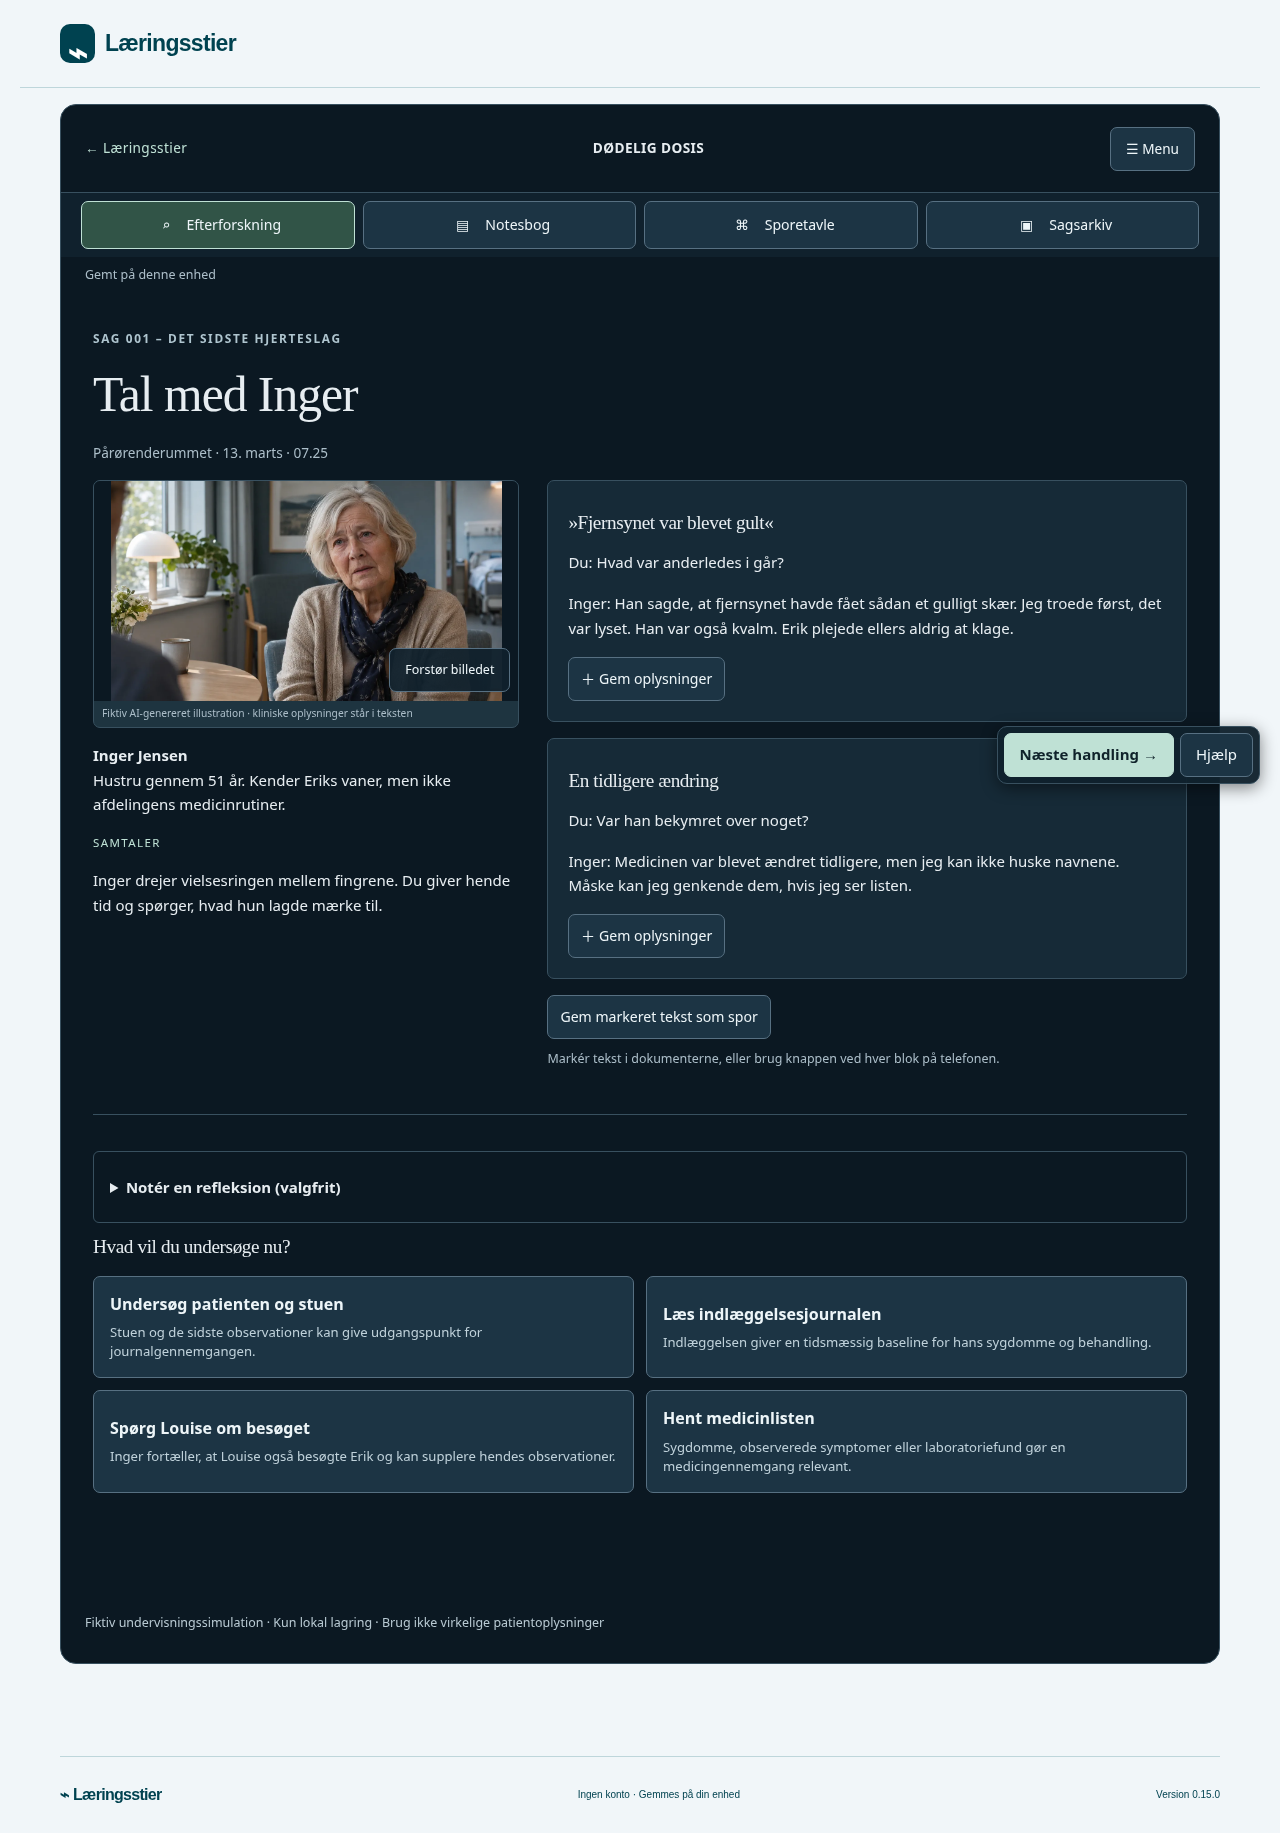 Læringsstier
← Læringsstier
DØDELIG DOSIS
☰ Menu
⌕ Efterforskning
▤ Notesbog
⌘ Sporetavle
▣ Sagsarkiv
Gemt på denne enhed
SAG 001 – DET SIDSTE HJERTESLAG
Tal med Inger
Pårørenderummet · 13. marts · 07.25
Forstør billedet
Fiktiv AI-genereret illustration · kliniske oplysninger står i teksten
Inger Jensen
Hustru gennem 51 år. Kender Eriks vaner, men ikke
afdelingens medicinrutiner.
SAMTALER
Inger drejer vielsesringen mellem fingrene. Du giver hende
tid og spørger, hvad hun lagde mærke til.
»Fjernsynet var blevet gult«
Du: Hvad var anderledes i går?
Inger: Han sagde, at fjernsynet havde fået sådan et gulligt skær. Jeg troede først, det
var lyset. Han var også kvalm. Erik plejede ellers aldrig at klage.
＋ Gem oplysninger
Næste handling →
Hjælp
En tidligere ændring
Du: Var han bekymret over noget?
Inger: Medicinen var blevet ændret tidligere, men jeg kan ikke huske navnene.
Måske kan jeg genkende dem, hvis jeg ser listen.
＋ Gem oplysninger
Gem markeret tekst som spor
Markér tekst i dokumenterne, eller brug knappen ved hver blok på telefonen.
▶ Notér en refleksion (valgfrit)
Hvad vil du undersøge nu?
Undersøg patienten og stuen
Stuen og de sidste observationer kan give udgangspunkt for
journalgennemgangen.
Læs indlæggelsesjournalen
Indlæggelsen giver en tidsmæssig baseline for hans sygdomme og behandling.
Spørg Louise om besøget
Inger fortæller, at Louise også besøgte Erik og kan supplere hendes observationer.
Hent medicinlisten
Sygdomme, observerede symptomer eller laboratoriefund gør en
medicingennemgang relevant.
Fiktiv undervisningssimulation · Kun lokal lagring · Brug ikke virkelige patientoplysninger
⌁ Læringsstier
Ingen konto · Gemmes på din enhed
Version 0.15.0